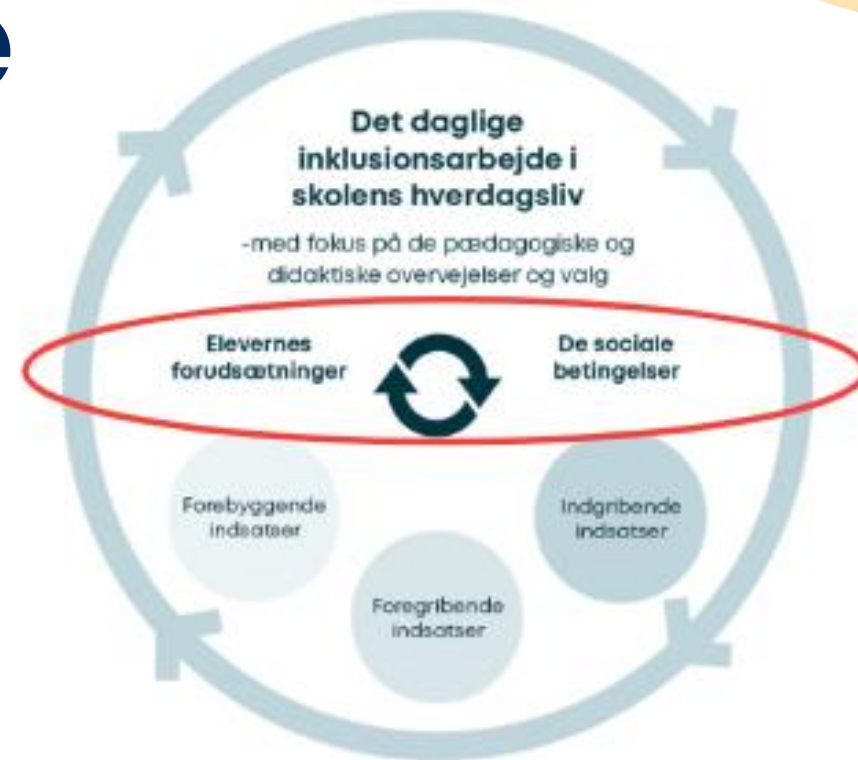 e
Det daglige
inklusionsarbejde i
skolens hverdagsliv
-med fokus på de pædagogiske og
didaktiske overvejelser og valg
Elevernes
forudsætninger
De sociale
betingelser
Forebyggende
indsatser
Indgribende
indsatser
Foregribende
indsatser